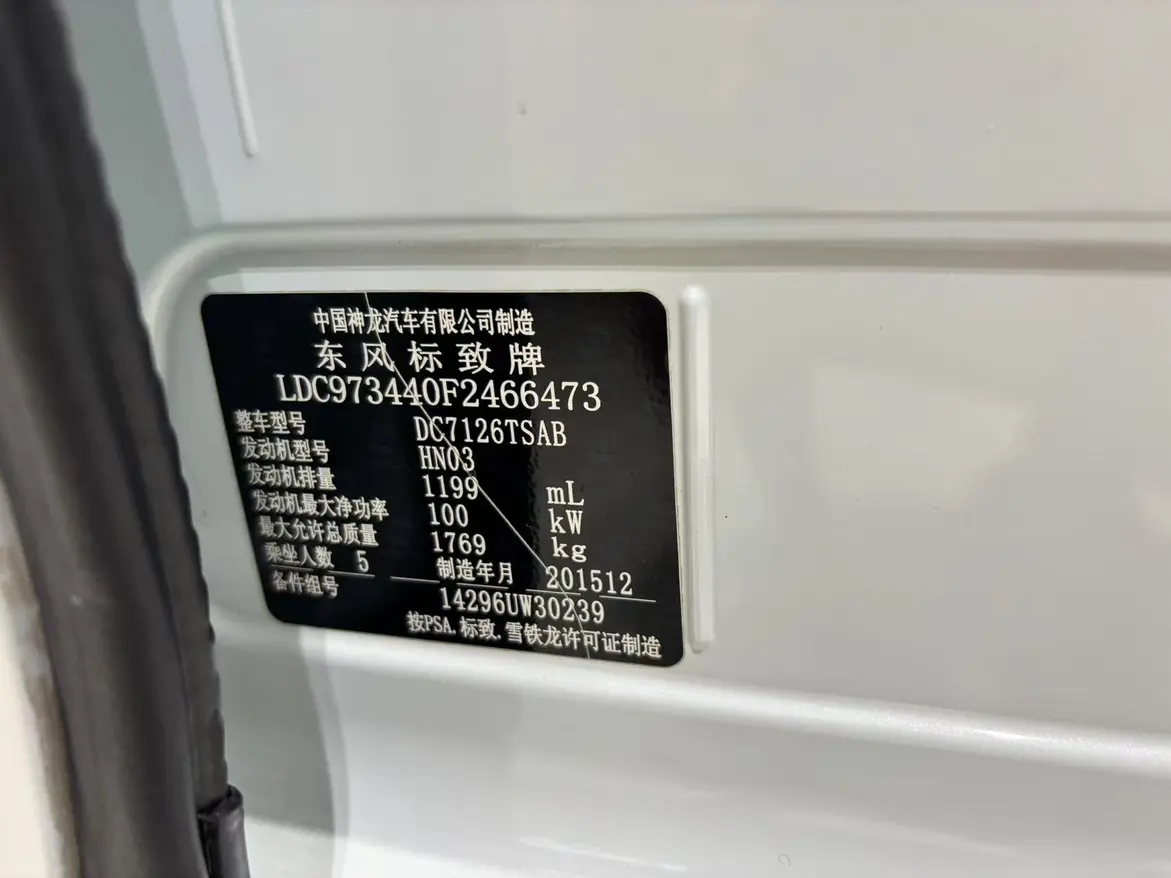 中国神龙汽车有限公司制造
东风标致牌
LDC973440F2466473
整车型号 DC7126TSAB
发动机型号 HN03
发动机排量 1199 mL
发动机最大净功率 100 kW
最大允许总质量 1769 kg
乘坐人数 5 制造年月 201512
备件组号 14296UW30239
按PSA.标致.雪铁龙许可证制造